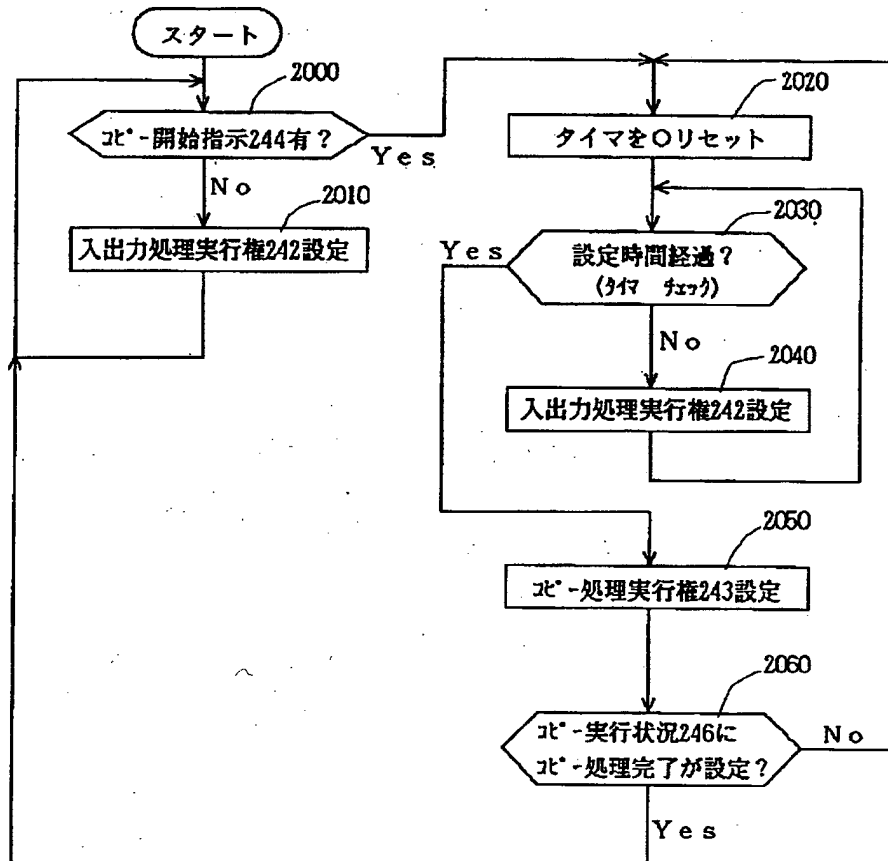 スタート
2000
コピー開始指示244有?
Yes
No
2010
入出力処理実行権242設定
2020
タイマを〇リセット
2030
設定時間経過?
(タイマ チェック)
Yes
No
2040
入出力処理実行権242設定
2050
コピー処理実行権243設定
2060
コピー実行状況246に
コピー処理完了が設定?
No
Yes